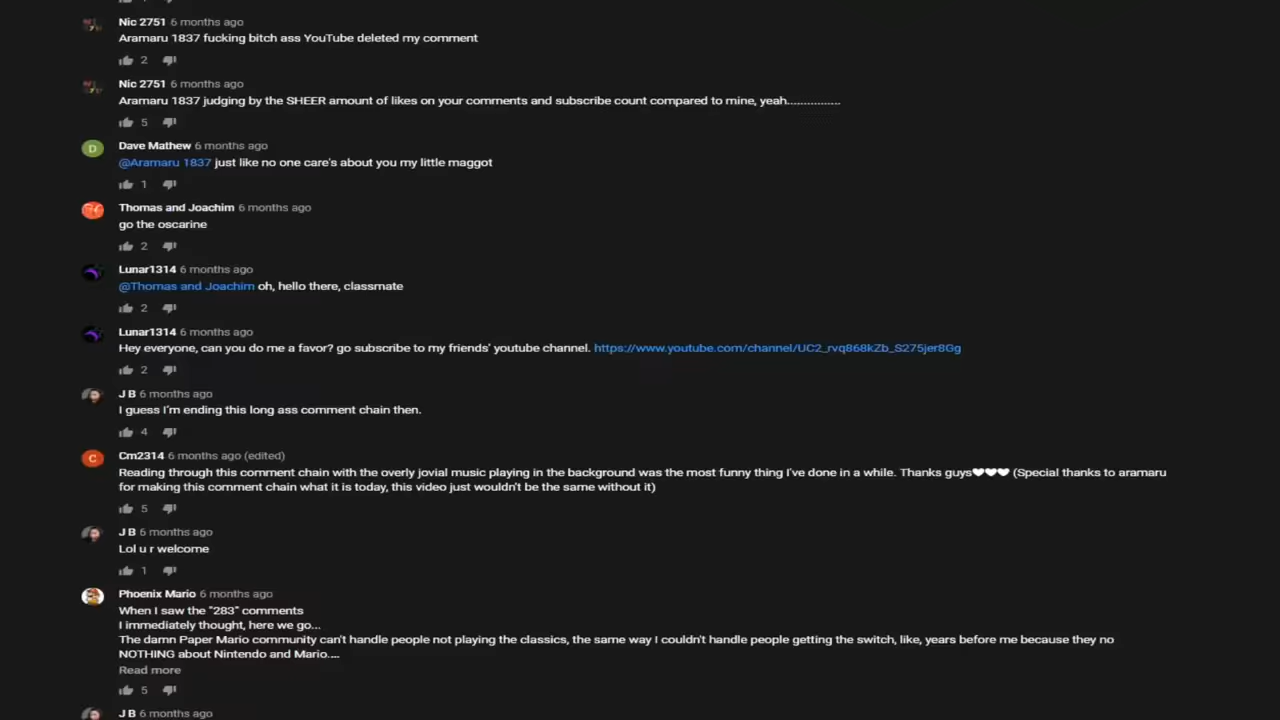 Nic 2751 6 months ago
Aramaru 1837 fucking bitch ass YouTube deleted my comment
2
Nic 2751 6 months ago
Aramaru 1837 judging by the SHEER amount of likes on your comments and subscribe count compared to mine, yeah................
5
D
Dave Mathew 6 months ago
@Aramaru 1837 just like no one care's about you my little maggot
1
Thomas and Joachim 6 months ago
go the oscarine
2
Lunar1314 6 months ago
@Thomas and Joachim oh, hello there, classmate
2
Lunar1314 6 months ago
Hey everyone, can you do me a favor? go subscribe to my friends' youtube channel. https://www.youtube.com/channel/UC2_rvq868kZb_S275jer8Gg
2
J B 6 months ago
I guess I'm ending this long ass comment chain then.
4
C
Cm2314 6 months ago (edited)
Reading through this comment chain with the overly jovial music playing in the background was the most funny thing I've done in a while. Thanks guys🖤🖤🖤 (Special thanks to aramaru
for making this comment chain what it is today, this video just wouldn't be the same without it)
5
J B 6 months ago
Lol u r welcome
1
Phoenix Mario 6 months ago
When I saw the "283" comments
I immediately thought, here we go...
The damn Paper Mario community can't handle people not playing the classics, the same way I couldn't handle people getting the switch, like, years before me because they no
NOTHING about Nintendo and Mario....
Read more
5
J B 6 months ago